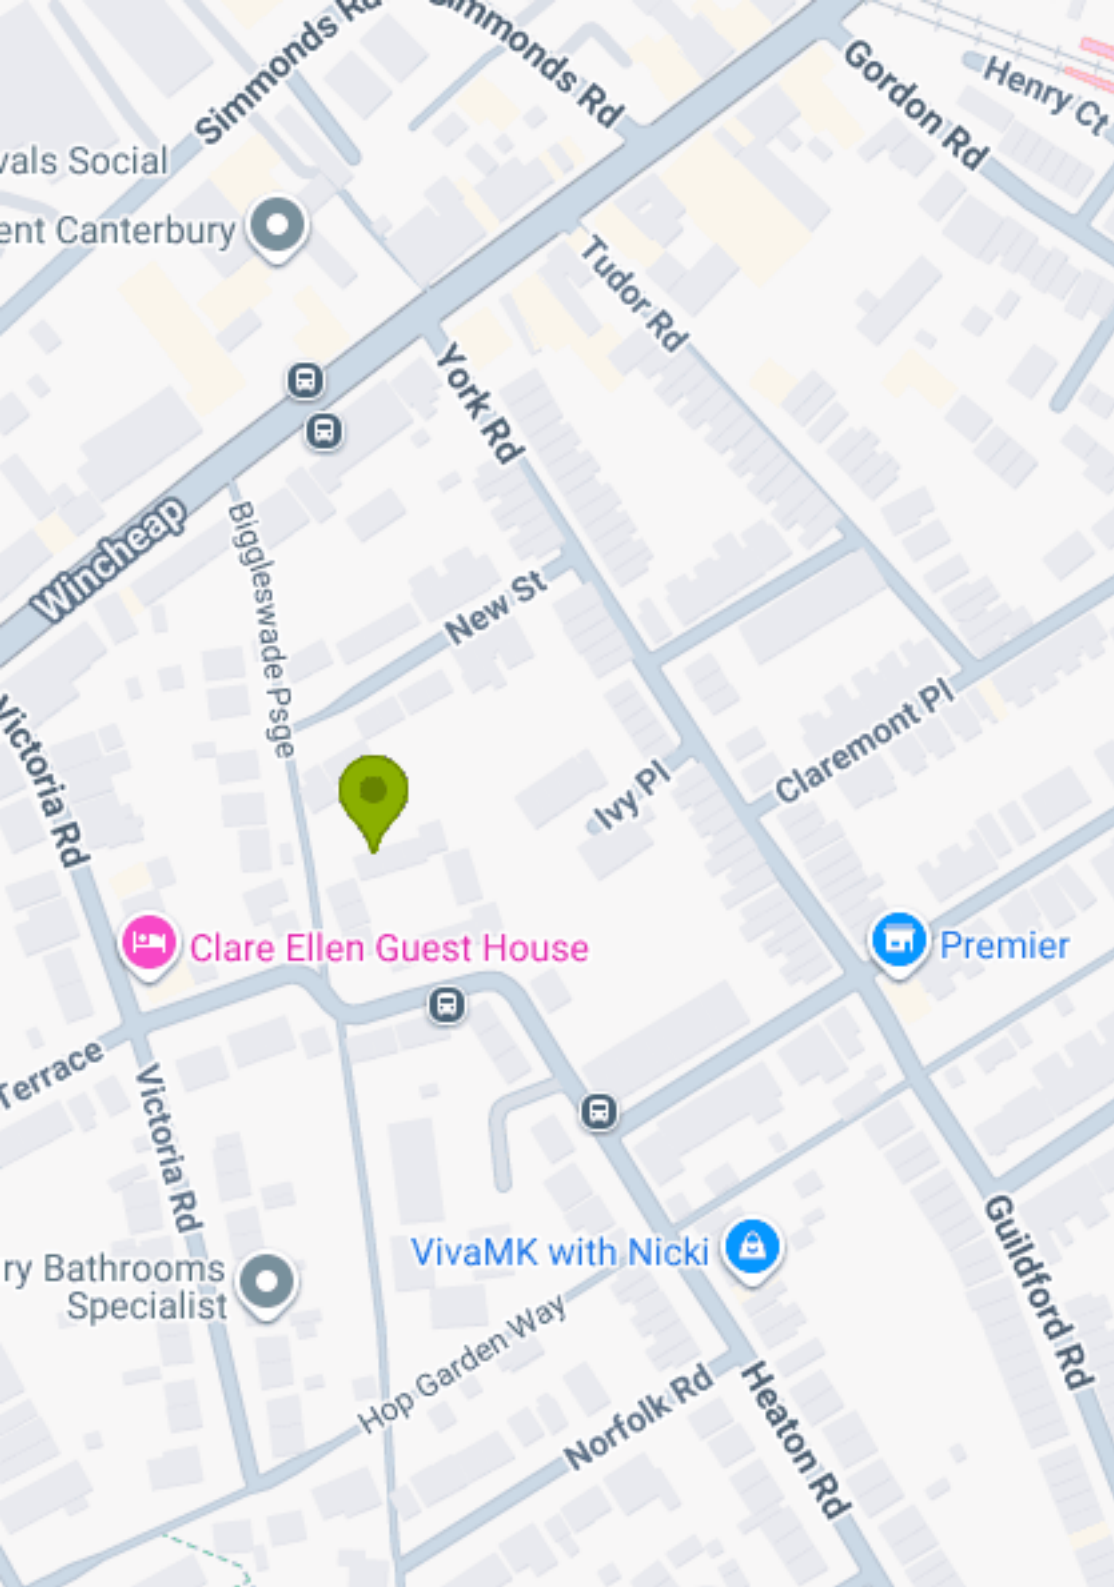 Simmonds Rd
Simmonds Rd
Gordon Rd
Henry Ct
vals Social
ent Canterbury
Tudor Rd
York Rd
Wincheap
Biggleswade Psge
New St
Victoria Rd
Claremont Pl
Ivy Pl
Clare Ellen Guest House
Premier
Terrace
Victoria Rd
VivaMK with Nicki
Guildford Rd
ry Bathrooms
Specialist
Hop Garden Way
Norfolk Rd
Heaton Rd